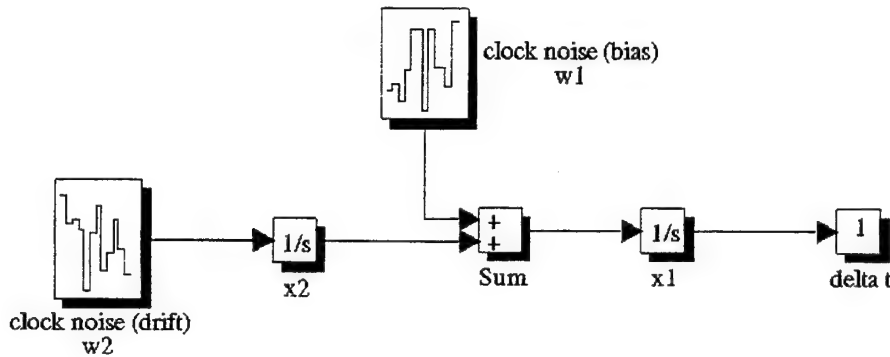 clock noise (bias)
w1
+
+
1/s
1/s
1
x2
Sum
x1
delta t
clock noise (drift)
w2